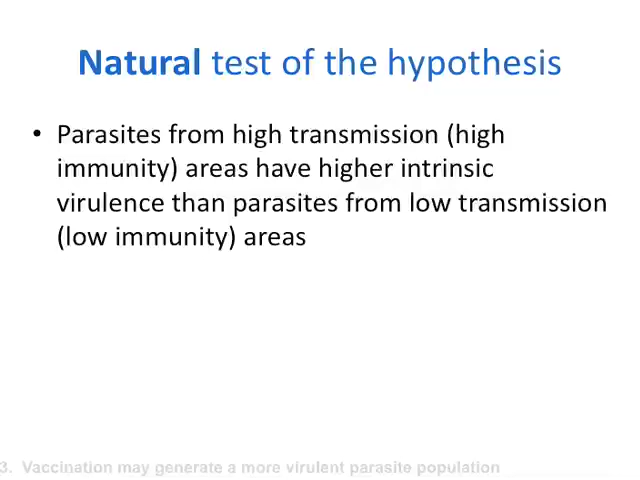 Natural test of the hypothesis
• Parasites from high transmission (high
immunity) areas have higher intrinsic
virulence than parasites from low transmission
(low immunity) areas
3. Vaccination may generate a more virulent parasite population